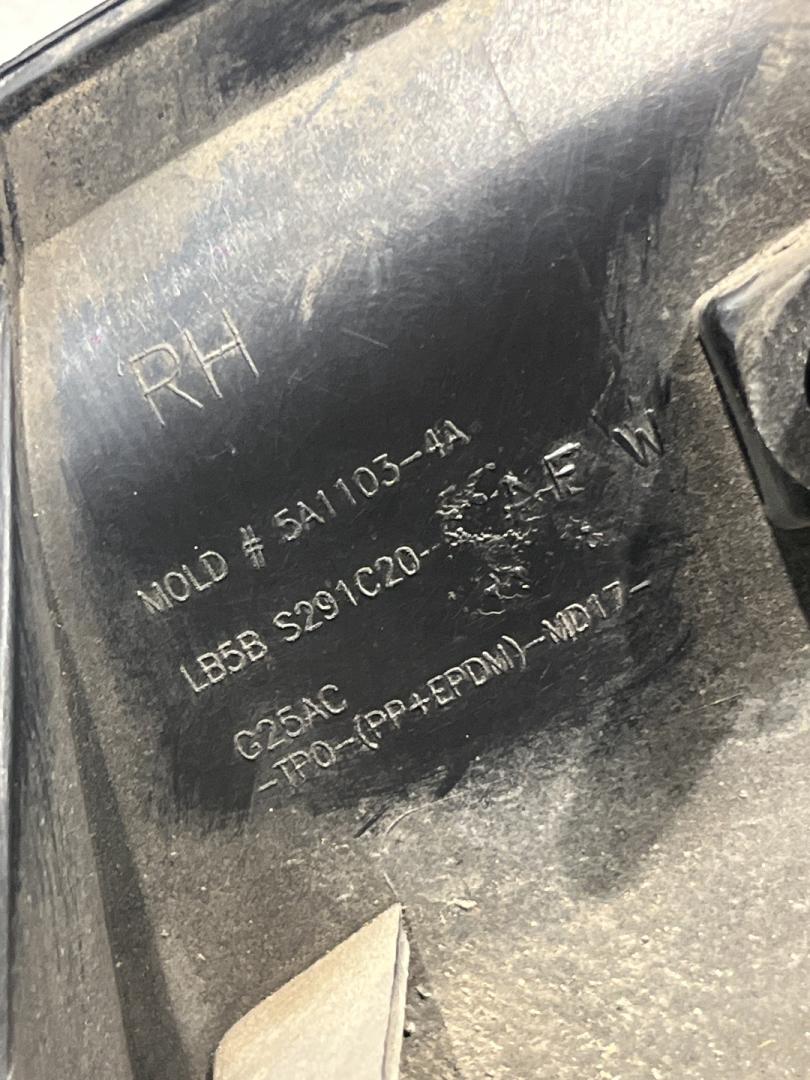 RH
MOLD # 5A1103-4A
LB5B S291C20-
F W
G25AC
-TPO-(PP+EPDM)-MD17-